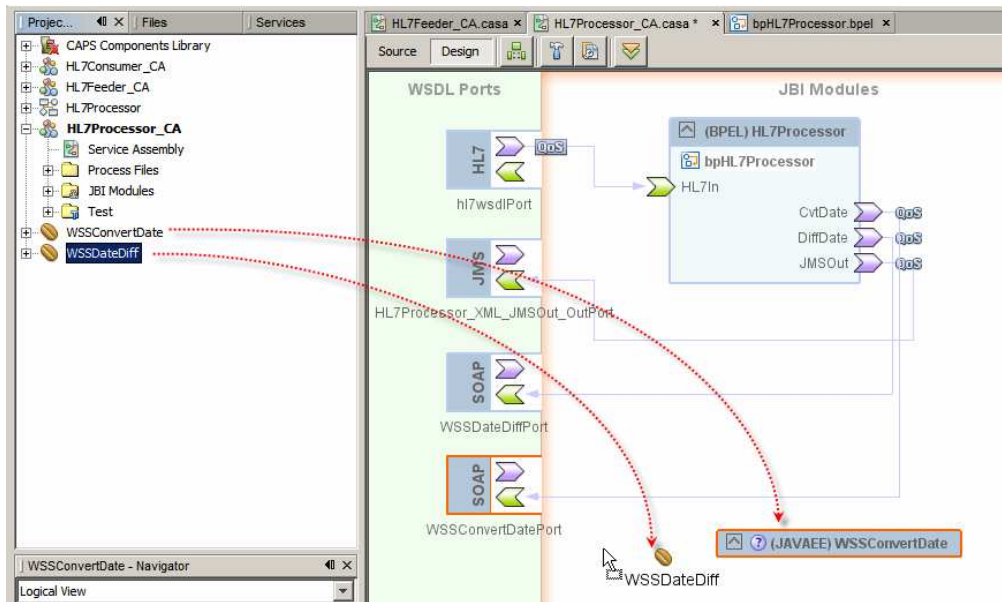 Projec...
Files
Services
CAPS Components Library
HL7Consumer_CA
HL7Feeder_CA
HL7Processor
HL7Processor_CA
Service Assembly
Process Files
JBI Modules
Test
WSSConvertDate
WSSDateDiff
WSSConvertDate - Navigator
Logical View
HL7Feeder_CA.casa
HL7Processor_CA.casa *
bpHL7Processor.bpel
Source
Design
WSDL Ports
JBI Modules
HL7
QoS
hl7wsdlPort
JMS
HL7Processor_XML_JMSOut_OutPort
SOAP
WSSDateDiffPort
SOAP
WSSConvertDatePort
(BPEL) HL7Processor
bpHL7Processor
HL7In
CvtDate
QoS
DiffDate
QoS
JMSOut
QoS
(JAVAEE) WSSConvertDate
WSSDateDiff